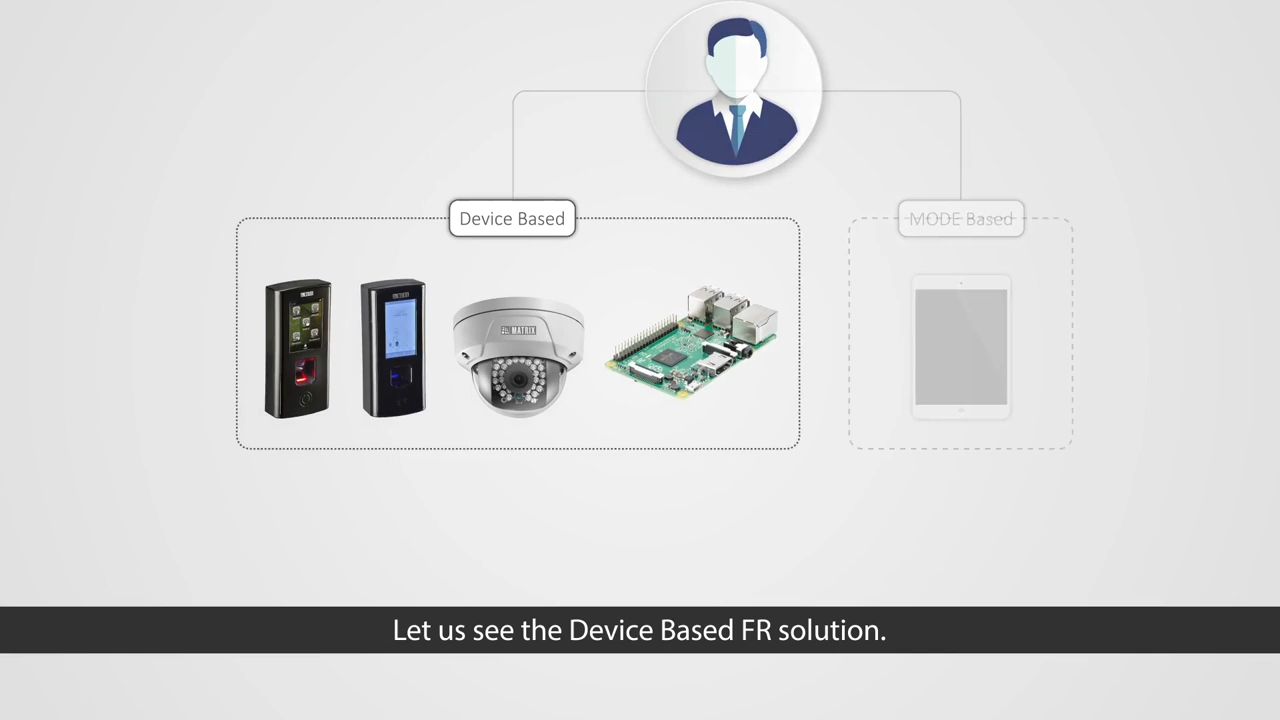 Device Based
MODE Based
MATRIX
Let us see the Device Based FR solution.